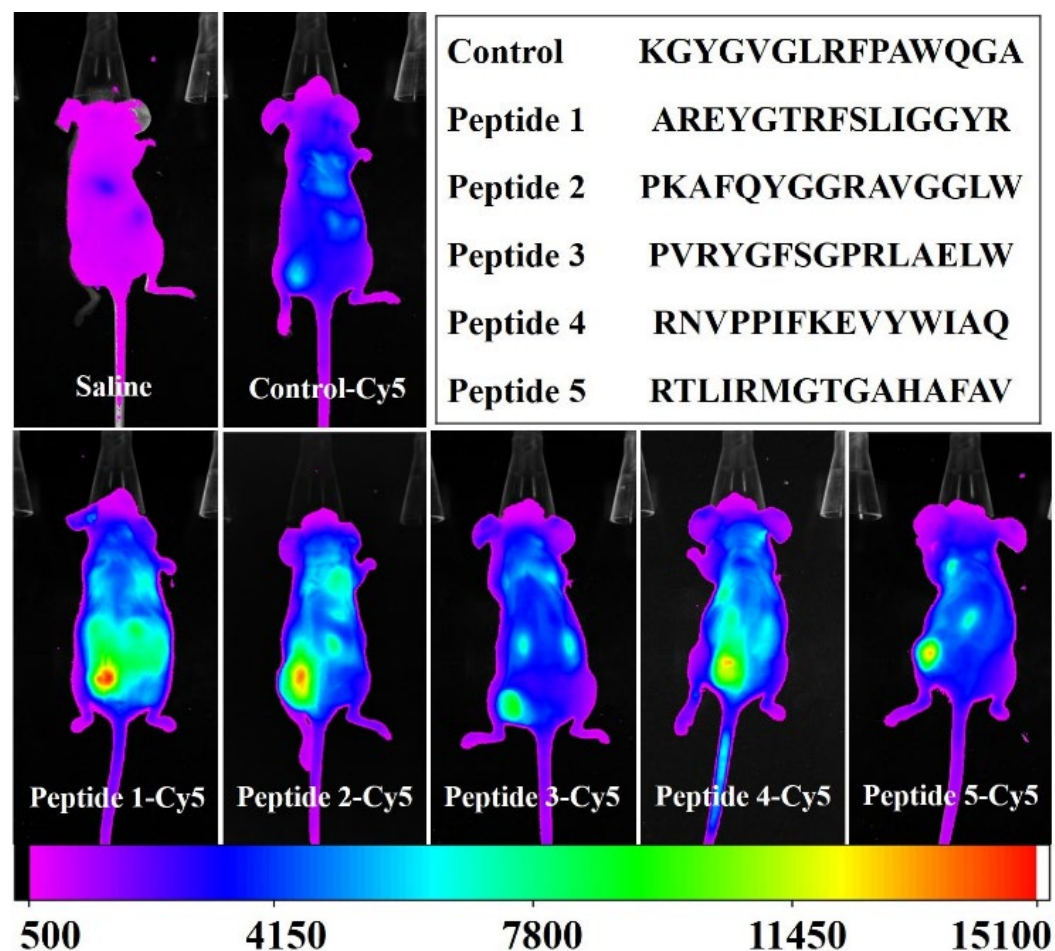 Control KGYGVGLRFPAWQGA
Peptide 1 AREYGTRFSLIGGYR
Peptide 2 PKAFQYGGRAVGGLW
Peptide 3 PVRYGFSGPRLAELW
Peptide 4 RNVPPIFKEVYWIAQ
Peptide 5 RTLIRMGTGAHAFAV
Saline
Control-Cy5
Peptide 1-Cy5
Peptide 2-Cy5
Peptide 3-Cy5
Peptide 4-Cy5
Peptide 5-Cy5
500 4150 7800 11450 15100